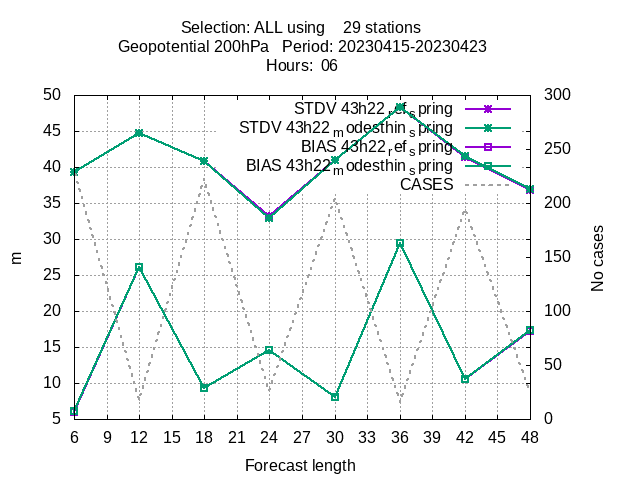 Selection: ALL using    29 stations
Geopotential 200hPa   Period: 20230415-20230423
Hours:  06
50 300
STDV 43h22_ref_spring
45
STDV 43h22_modesthin_spring
BIAS 43h22_ref_spring
250
40
BIAS 43h22_modesthin_spring
CASES
35 200
30
m
No cases
25 150
20 100
15
10 50
5 0
6 9 12 15 18 21 24 27 30 33 36 39 42 45 48
Forecast length